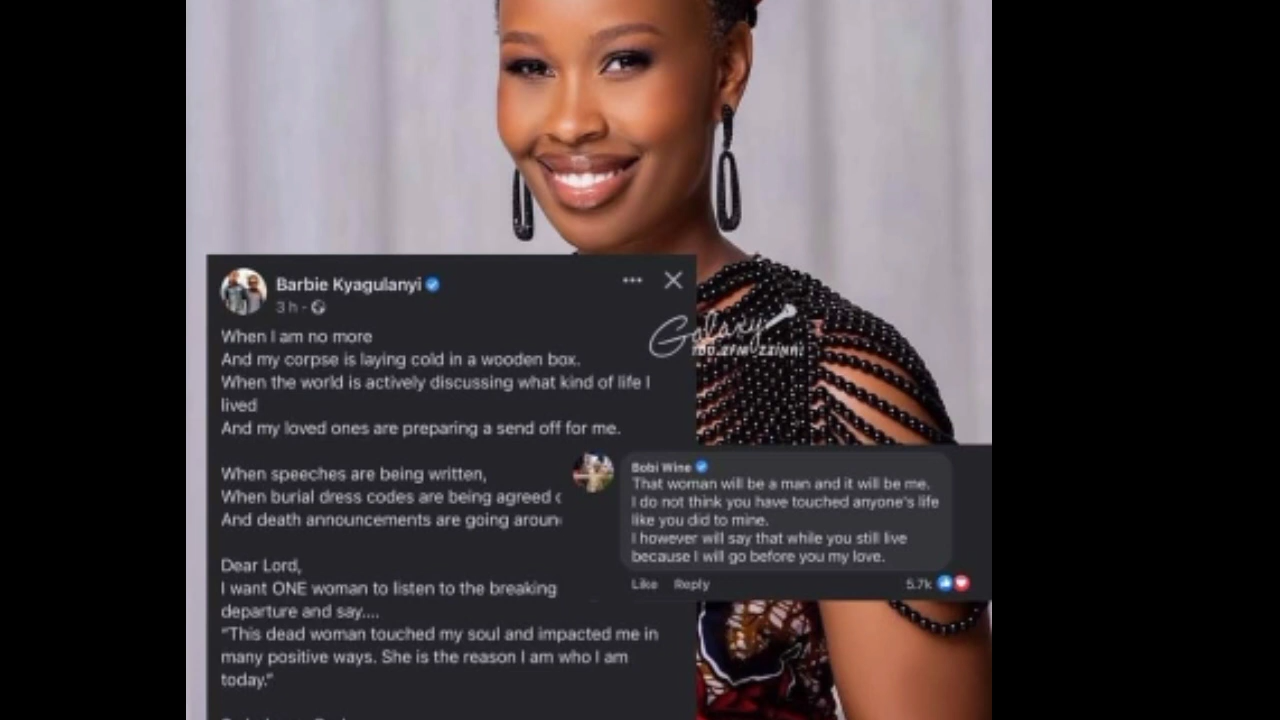 Barbie Kyagulanyi
3 h
When I am no more
And my corpse is laying cold in a wooden box.
When the world is actively discussing what kind of life I
lived
And my loved ones are preparing a send off for me.
When speeches are being written,
When burial dress codes are being agreed
And death announcements are going
Dear Lord,
I want ONE woman to listen to the breaking
departure and say....
"This dead woman touched my soul and impacted me in
many positive ways. She is the reason I am who I am
today."
Galaxy
100.2FM ZZINA!
Bobi Wine
That woman will be a man and it will be me.
I do not think you have touched anyone's life
like you did to mine.
I however will say that while you still live
because I will go before you my love.
Like Reply 5.7k